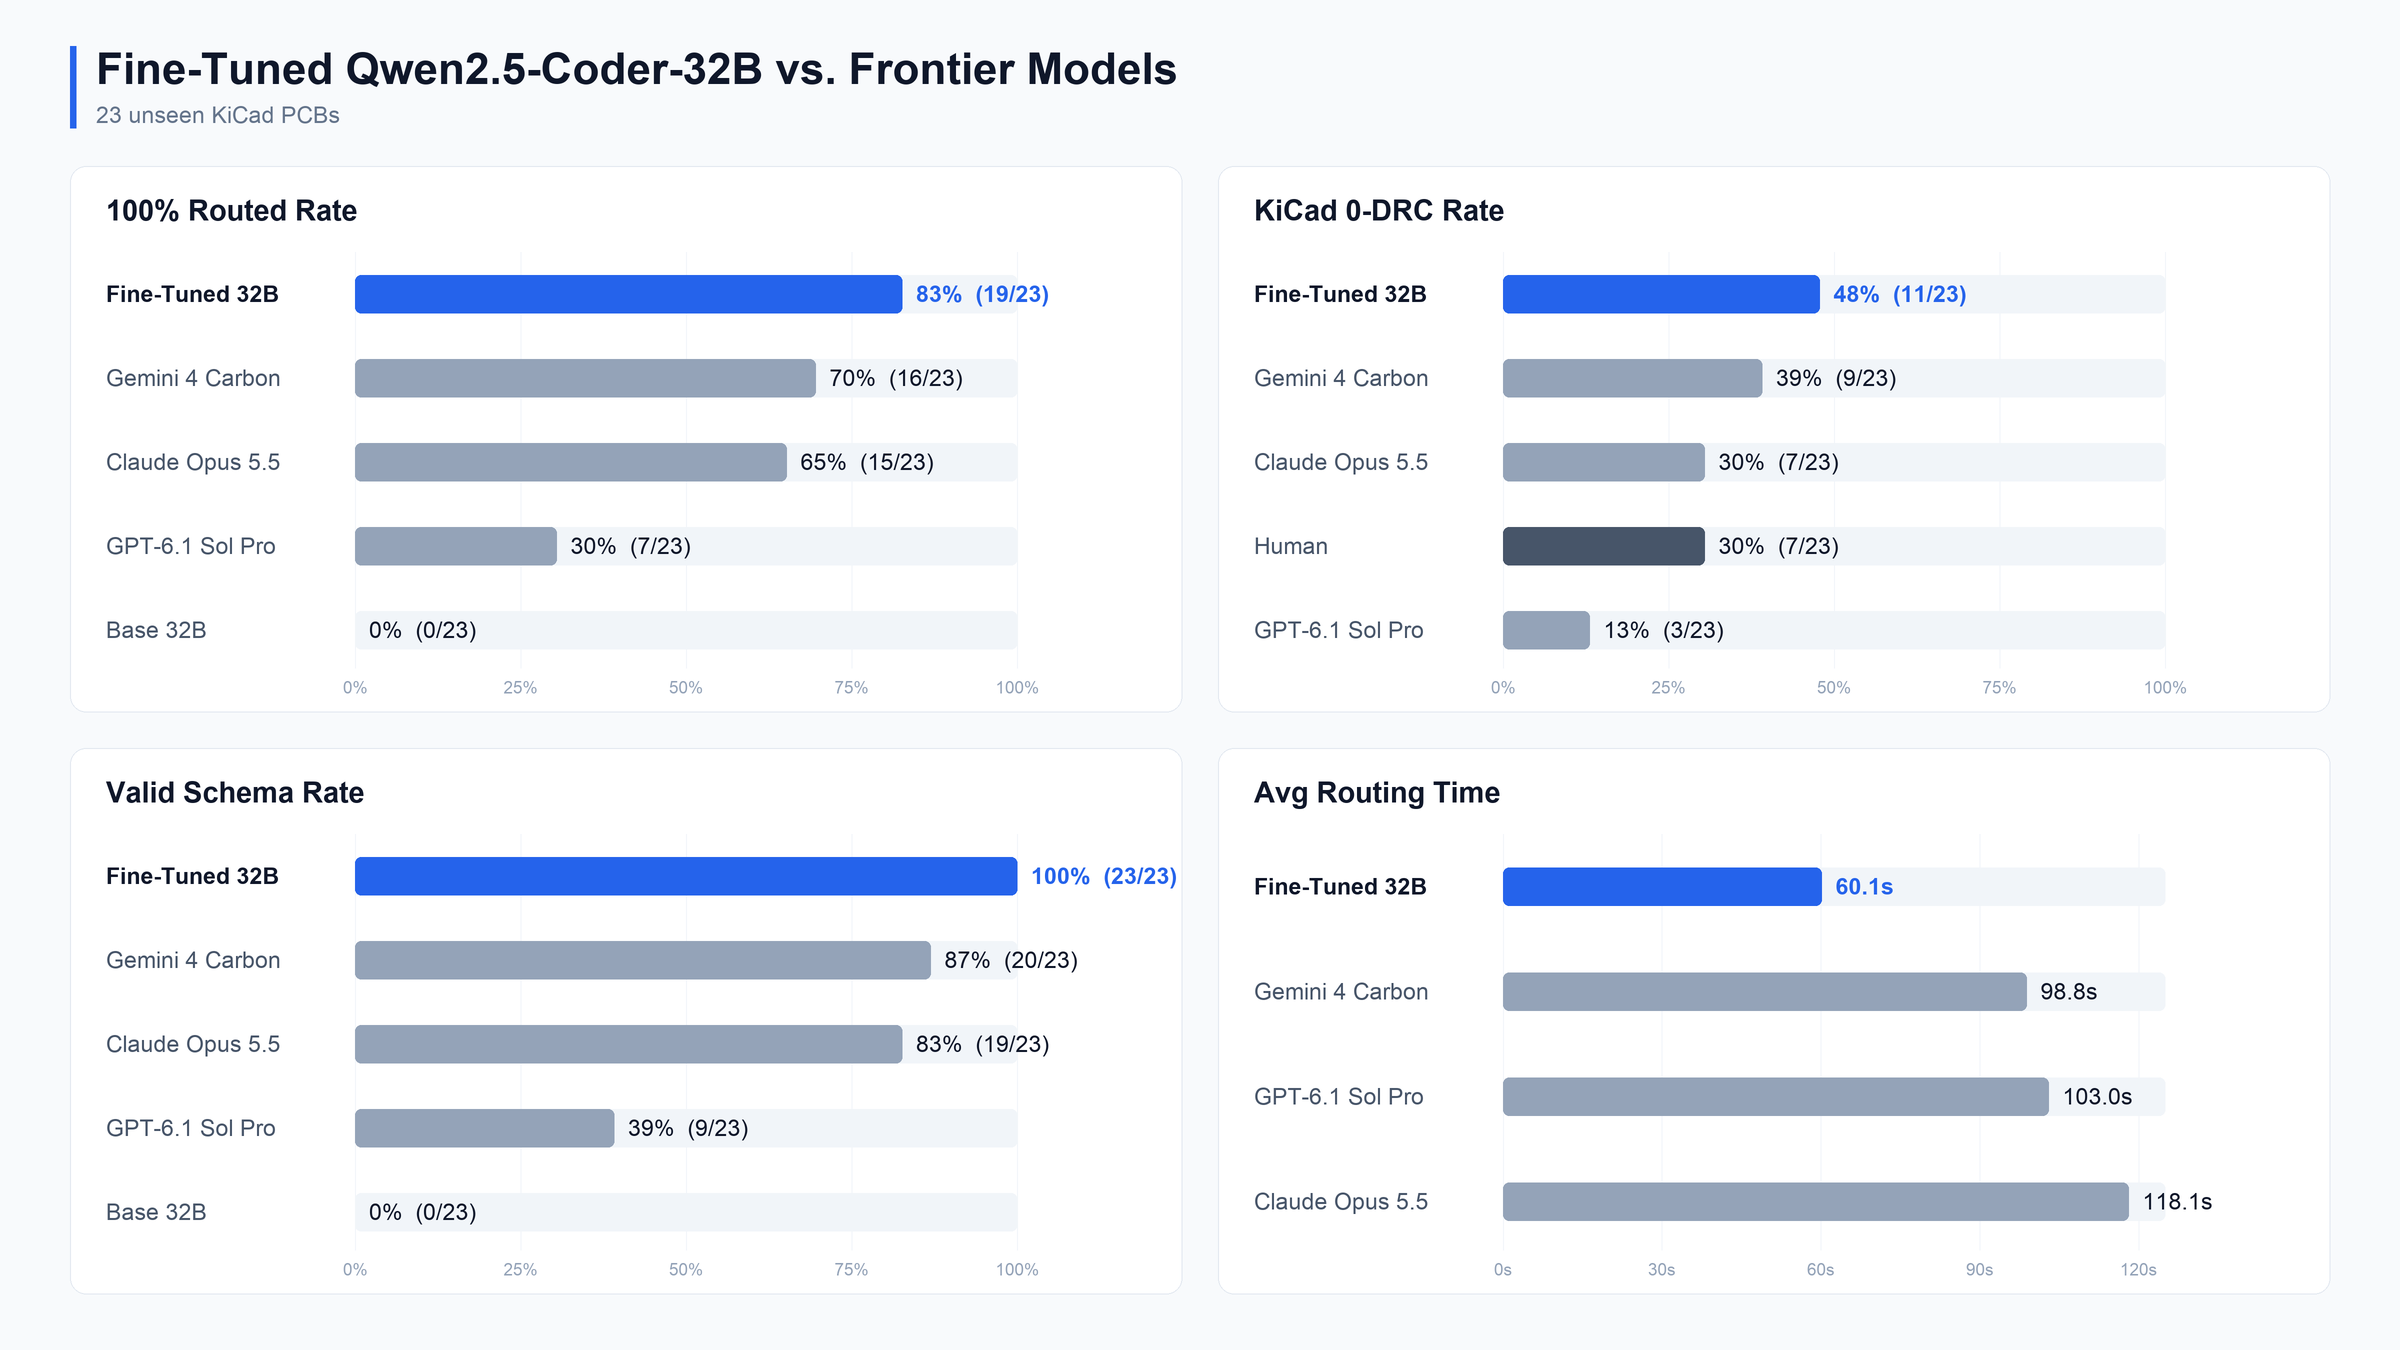 Fine-Tuned Qwen2.5-Coder-32B vs. Frontier Models
23 unseen KiCad PCBs
100% Routed Rate
Fine-Tuned 32B 83% (19/23)
Gemini 4 Carbon 70% (16/23)
Claude Opus 5.5 65% (15/23)
GPT-6.1 Sol Pro 30% (7/23)
Base 32B 0% (0/23)
0% 25% 50% 75% 100%
KiCad 0-DRC Rate
Fine-Tuned 32B 48% (11/23)
Gemini 4 Carbon 39% (9/23)
Claude Opus 5.5 30% (7/23)
Human 30% (7/23)
GPT-6.1 Sol Pro 13% (3/23)
0% 25% 50% 75% 100%
Valid Schema Rate
Fine-Tuned 32B 100% (23/23)
Gemini 4 Carbon 87% (20/23)
Claude Opus 5.5 83% (19/23)
GPT-6.1 Sol Pro 39% (9/23)
Base 32B 0% (0/23)
0% 25% 50% 75% 100%
Avg Routing Time
Fine-Tuned 32B 60.1s
Gemini 4 Carbon 98.8s
GPT-6.1 Sol Pro 103.0s
Claude Opus 5.5 118.1s
0s 30s 60s 90s 120s